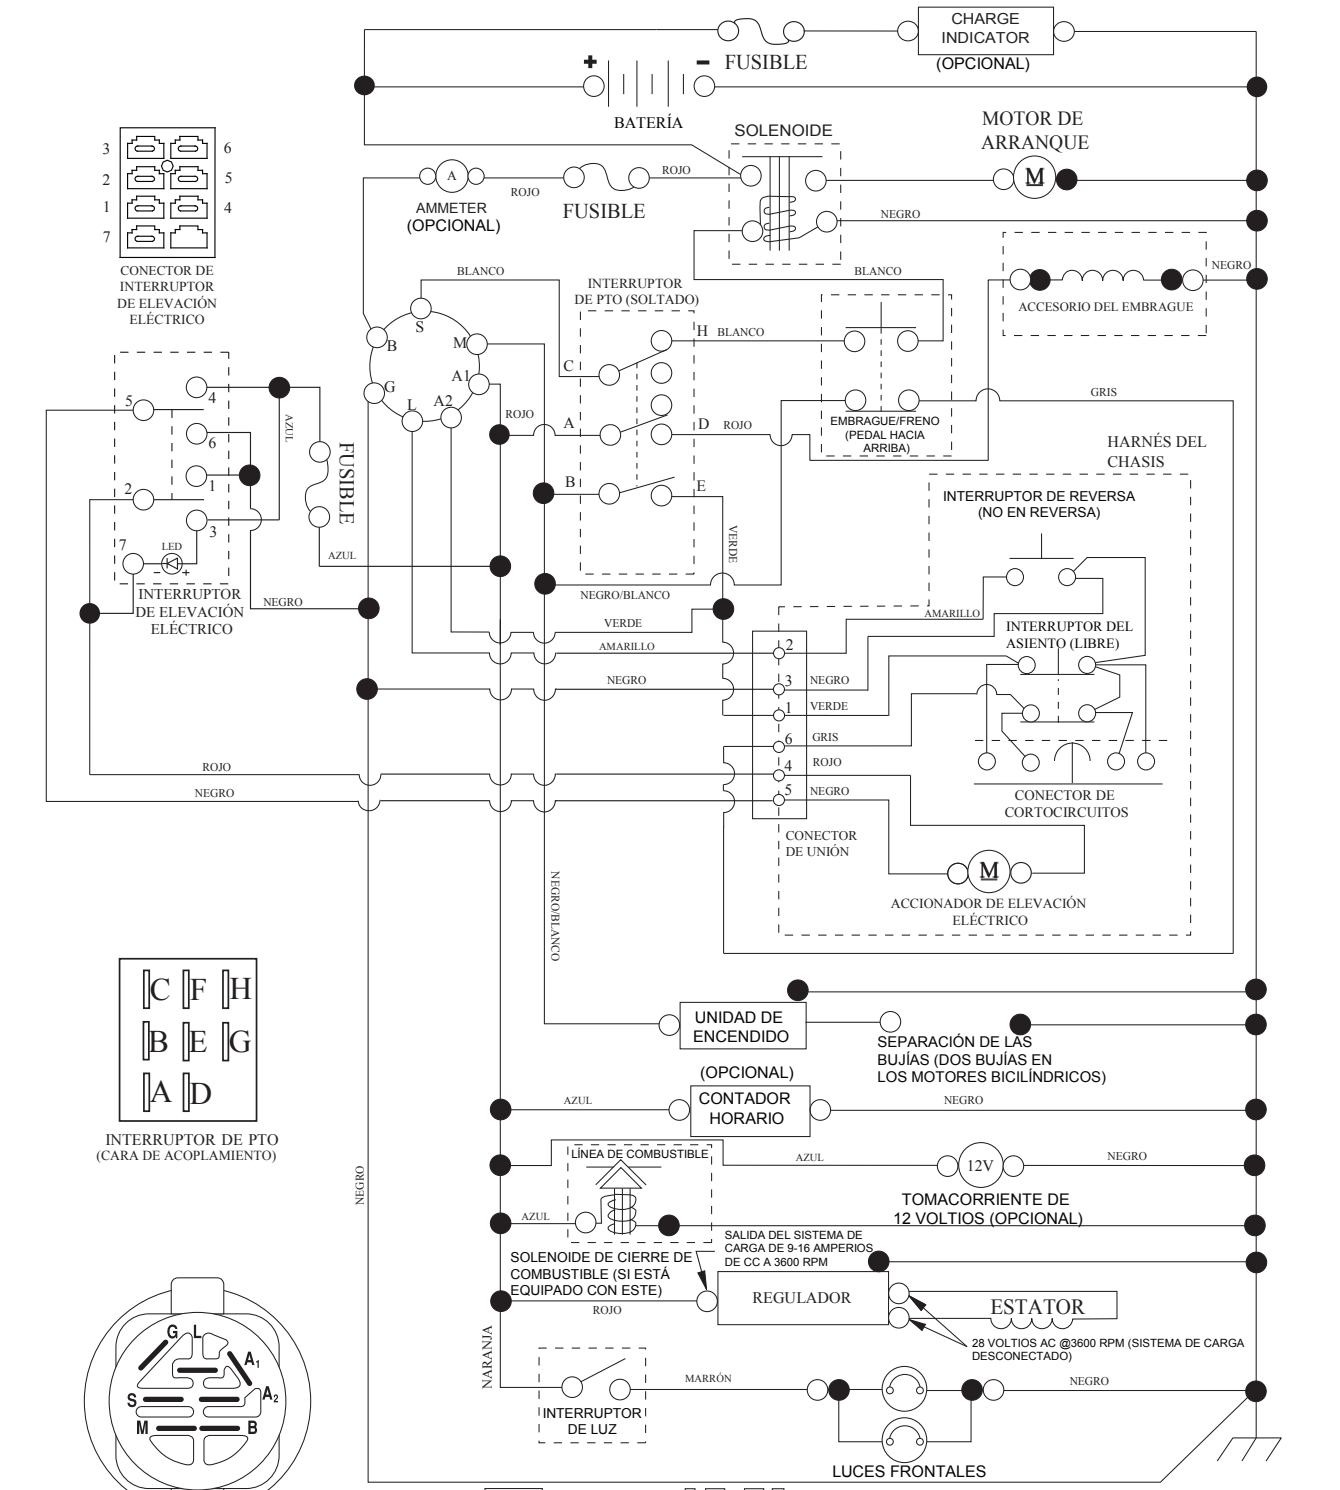 CHARGE
INDICATOR
(OPCIONAL)
FUSIBLE
+
−
BATERÍA
SOLENOIDE
MOTOR DE
ARRANQUE
M
3
6
2
5
1
4
7
CONECTOR DE
INTERRUPTOR
DE ELEVACIÓN
ELÉCTRICO
A
AMMETER
(OPCIONAL)
ROJO
FUSIBLE
ROJO
NEGRO
NEGRO
ACCESORIO DEL EMBRAGUE
BLANCO
INTERRUPTOR
DE PTO (SOLTADO)
BLANCO
S
B
M
A1
G
L
A2
C
H
BLANCO
ROJO
A
D
ROJO
B
E
EMBRAGUE/FRENO
(PEDAL HACIA
ARRIBA)
GRIS
HARNÉS DEL
CHASIS
INTERRUPTOR DE REVERSA
(NO EN REVERSA)
5
4
6
1
2
3
7
LED
−
+
AZUL
FUSIBLE
AZUL
INTERRUPTOR
DE ELEVACIÓN
ELÉCTRICO
NEGRO
NEGRO/BLANCO
VERDE
VERDE
AMARILLO
AMARILLO
INTERRUPTOR DEL
ASIENTO (LIBRE)
NEGRO
2
3
NEGRO
1
VERDE
6
GRIS
4
ROJO
5
NEGRO
ROJO
NEGRO
CONECTOR DE
CORTOCIRCUITOS
CONECTOR
DE UNIÓN
M
ACCIONADOR DE ELEVACIÓN
ELÉCTRICO
NEGRO/BLANCO
C F H
B E G
A D
INTERRUPTOR DE PTO
(CARA DE ACOPLAMIENTO)
UNIDAD DE
ENCENDIDO
SEPARACIÓN DE LAS
BUJÍAS (DOS BUJÍAS EN
LOS MOTORES BICILÍNDRICOS)
(OPCIONAL)
CONTADOR
HORARIO
AZUL
NEGRO
LÍNEA DE COMBUSTIBLE
AZUL
12V
NEGRO
TOMACORRIENTE DE
12 VOLTIOS (OPCIONAL)
NEGRO
AZUL
SOLENOIDE DE CIERRE DE
COMBUSTIBLE (SI ESTÁ
EQUIPADO CON ESTE)
SALIDA DEL SISTEMA DE
CARGA DE 9-16 AMPERIOS
DE CC A 3600 RPM
ROJO
REGULADOR
ESTATOR
28 VOLTIOS AC @3600 RPM (SISTEMA DE CARGA
DESCONECTADO)
NARANJA
INTERRUPTOR
DE LUZ
MARRÓN
NEGRO
LUCES FRONTALES
G
L
A1
S
A2
M
B